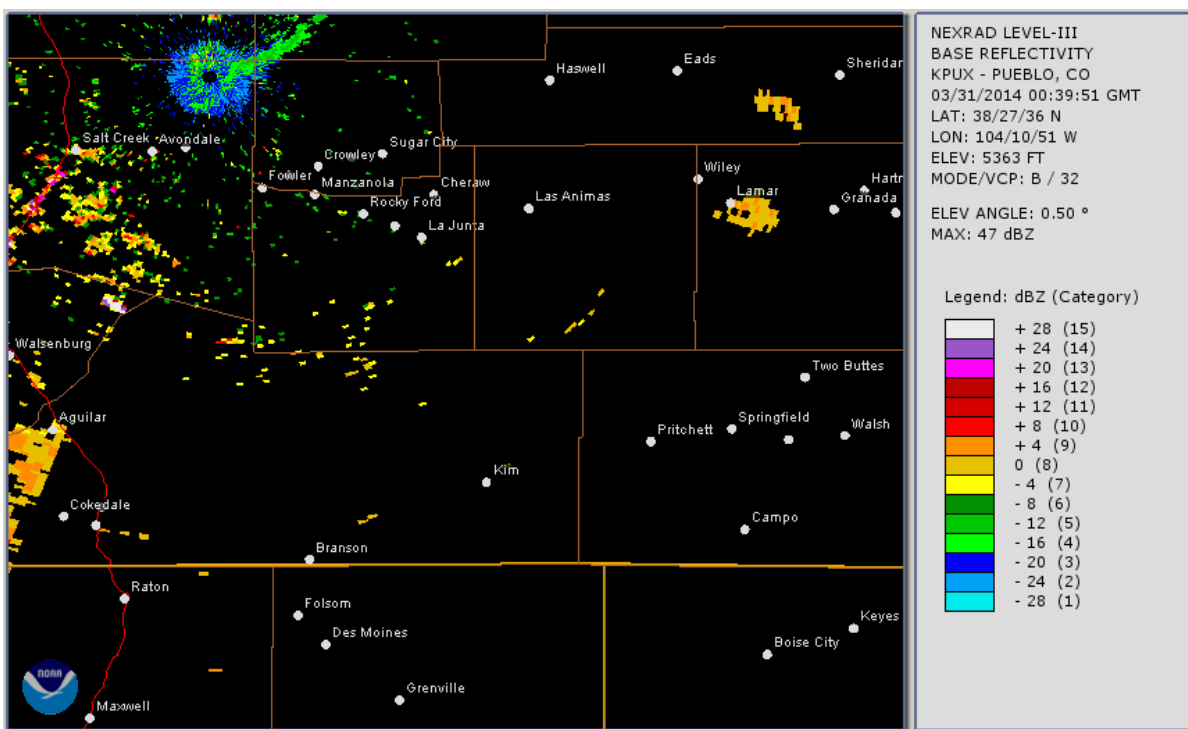 Haswell
Eads
Sheridan
Salt Creek
Avondale
Sugar City
Crowley
Fowler
Manzanola
Cheraw
Rocky Ford
La Junta
Las Animas
Wiley
Lamar
Hartr
Granada
Walsenburg
Aguilar
Two Buttes
Pritchett
Springfield
Walsh
Kim
Cokedale
Campo
Branson
Raton
Folsom
Des Moines
Keyes
Boise City
Grenville
Maxwell
NOAA
NEXRAD LEVEL-III
BASE REFLECTIVITY
KPUX - PUEBLO, CO
03/31/2014 00:39:51 GMT
LAT: 38/27/36 N
LON: 104/10/51 W
ELEV: 5363 FT
MODE/VCP: B / 32
ELEV ANGLE: 0.50 °
MAX: 47 dBZ
Legend: dBZ (Category)
+ 28 (15)
+ 24 (14)
+ 20 (13)
+ 16 (12)
+ 12 (11)
+ 8 (10)
+ 4 (9)
0 (8)
- 4 (7)
- 8 (6)
- 12 (5)
- 16 (4)
- 20 (3)
- 24 (2)
- 28 (1)